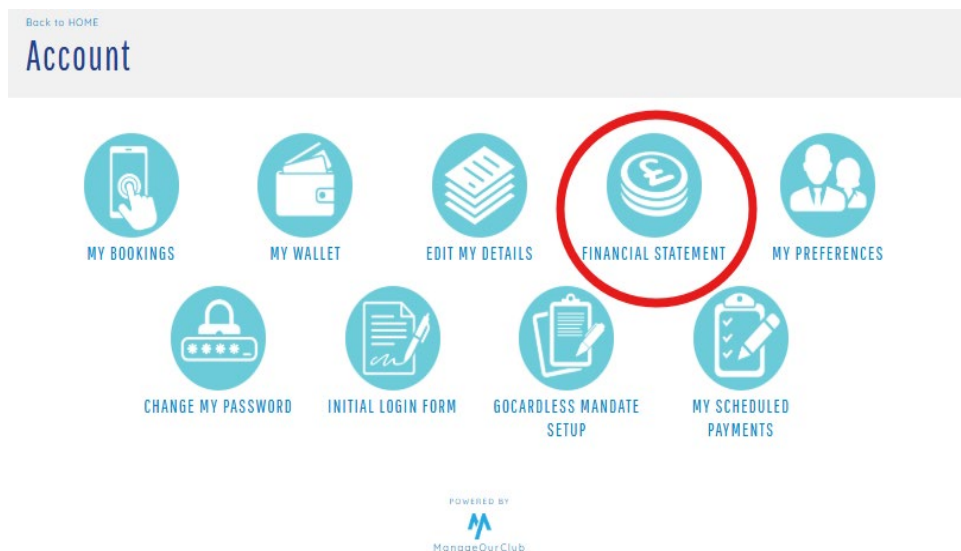 Back to HOME
Account
MY BOOKINGS
MY WALLET
EDIT MY DETAILS
FINANCIAL STATEMENT
MY PREFERENCES
****_
CHANGE MY PASSWORD
INITIAL LOGIN FORM
GOCARDLESS MANDATE
SETUP
MY SCHEDULED
PAYMENTS
POWERED BY
ManageOurClub